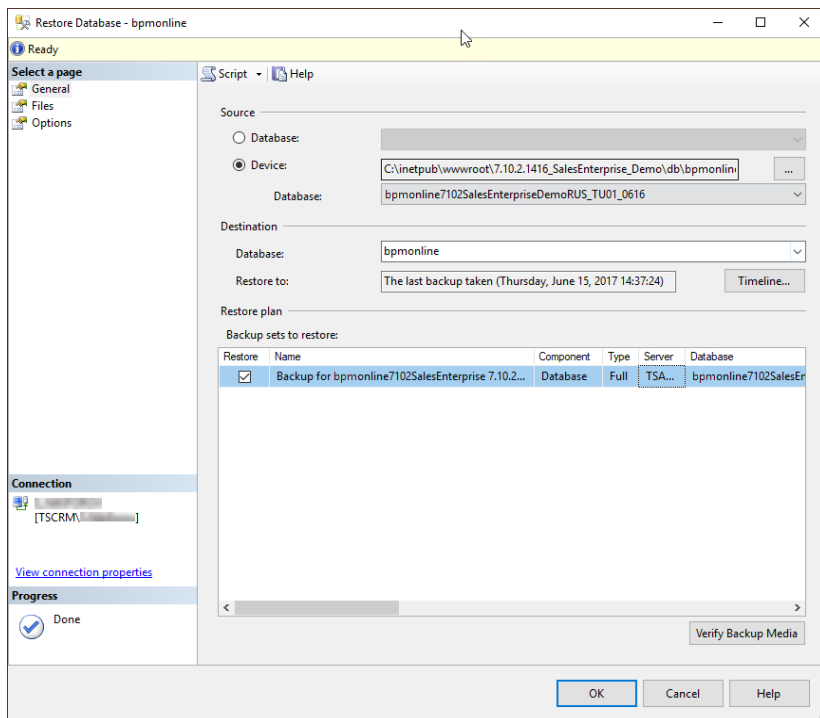 Restore Database - bpmonline
Ready
Select a page
General
Files
Options
Script
Help
Source
Database:
Device:
C:\inetpub\wwwroot\7.10.2.1416_SalesEnterprise_Demo\db\bpmonlin
...
Database:
bpmonline7102SalesEnterpriseDemoRUS_TU01_0616
Destination
Database:
bpmonline
Restore to:
The last backup taken (Thursday, June 15, 2017 14:37:24)
Timeline...
Restore plan
Backup sets to restore:
Restore Name Component Type Server Database
Backup for bpmonline7102SalesEnterprise 7.10.2... Database Full TSA... bpmonline7102SalesEr
Connection
[TSCRM\ ]
View connection properties
Progress
Done
Verify Backup Media
OK
Cancel
Help